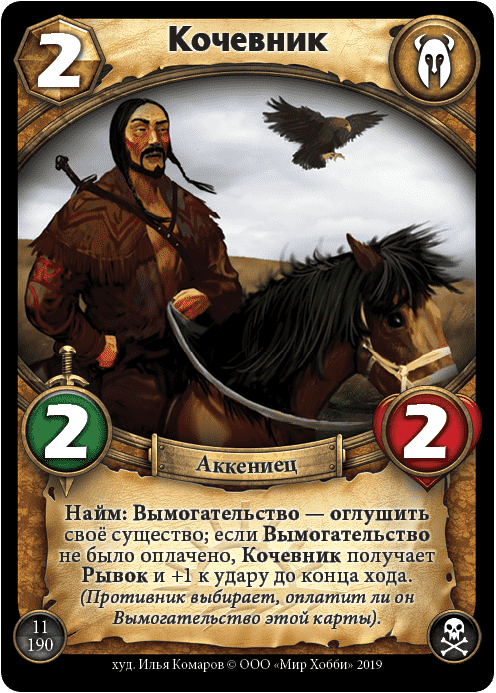 2
Кочевник
2
2
Аккениец
Найм: Вымогательство — оглушить
своё существо; если Вымогательство
не было оплачено, Кочевник получает
Рывок и +1 к удару до конца хода.
(Противник выбирает, оплатит ли он
Вымогательство этой карты).
11
190
худ. Илья Комаров © ООО «Мир Хобби» 2019